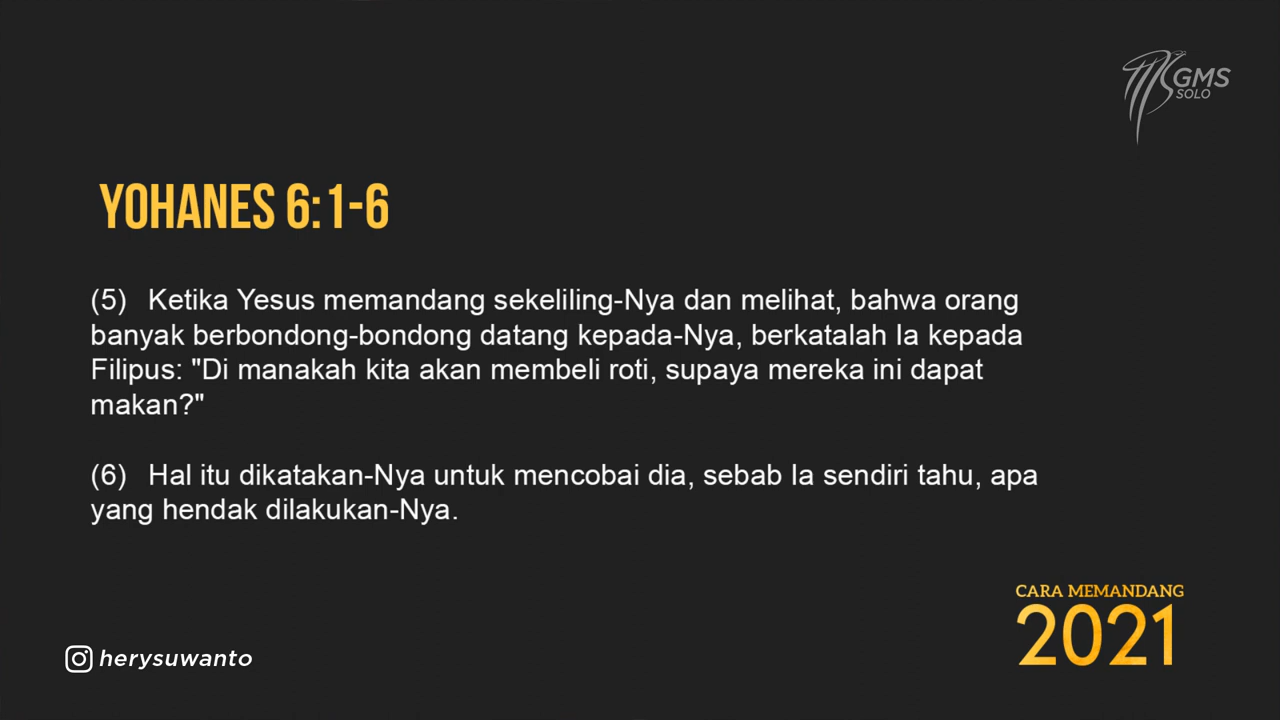 GMS
SOLO
YOHANES 6:1-6
(5) Ketika Yesus memandang sekeliling-Nya dan melihat, bahwa orang
banyak berbondong-bondong datang kepada-Nya, berkatalah Ia kepada
Filipus: "Di manakah kita akan membeli roti, supaya mereka ini dapat
makan?"
(6) Hal itu dikatakan-Nya untuk mencobai dia, sebab Ia sendiri tahu, apa
yang hendak dilakukan-Nya.
CARA MEMANDANG
2021
herysuwanto